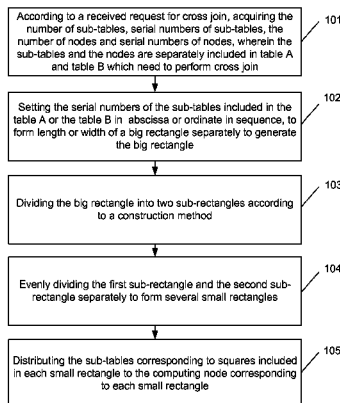 According to a received request for cross join, acquiring the
number of sub-tables, serial numbers of sub-tables, the
number of nodes and serial numbers of nodes, wherein the
sub-tables and the nodes are separately included in table A
and table B which need to perform cross join
101
Setting the serial numbers of the sub-tables included in the
table A or the table B in abscissa or ordinate in sequence, to
form length or width of a big rectangle separately to generate
the big rectangle
102
Dividing the big rectangle into two sub-rectangles according
to a construction method
103
Evenly dividing the first sub-rectangle and the second sub-
rectangle separately to form several small rectangles
104
Distributing the sub-tables corresponding to squares included
in each small rectangle to the computing node corresponding
to each small rectangle
105